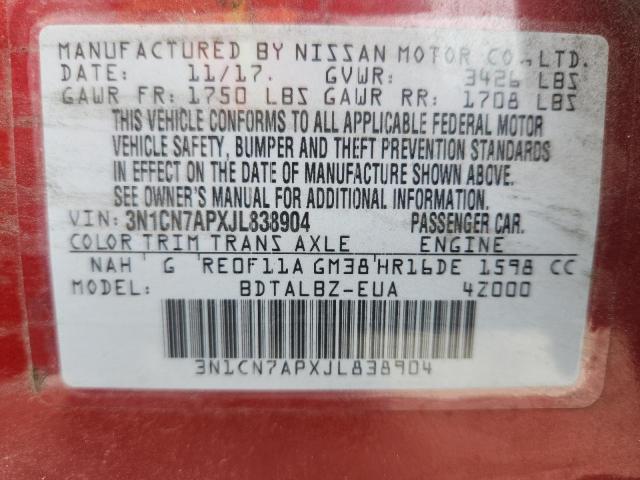 MANUFACTURED BY NISSAN MOTOR CO., LTD.
DATE: 11/17. GVWR: 3426 LBS
GAWR FR: 1750 LBS GAWR RR: 1708 LBS
THIS VEHICLE CONFORMS TO ALL APPLICABLE FEDERAL MOTOR
VEHICLE SAFETY, BUMPER AND THEFT PREVENTION STANDARDS
IN EFFECT ON THE DATE OF MANUFACTURE SHOWN ABOVE.
SEE OWNER'S MANUAL FOR ADDITIONAL INFORMATION.
VIN: 3N1CN7APXJL838904 PASSENGER CAR.
COLOR TRIM TRANS AXLE ENGINE
NAH G RE0F11A GM38 HR16DE 1598 CC
MODEL: BDTALBZ-EUA 4Z000
3N1CN7APXJL838904